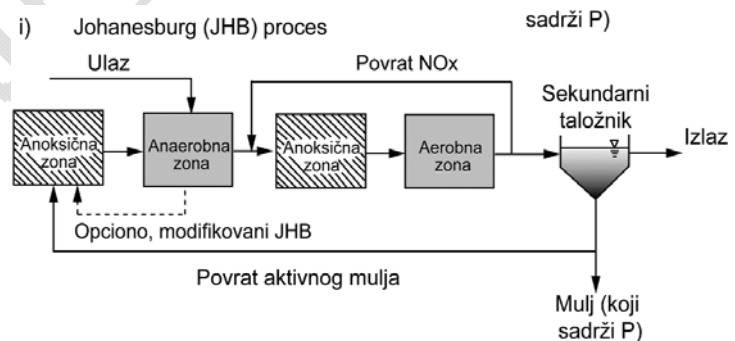 sadrži P)
i) Johanesburg (JHB) proces
Ulaz
Povrat NOx
Sekundarni
taložnik
Izlaz
Anoksična
zona
Anaerobna
zona
Anoksična
zona
Aerobna
zona
Opciono, modifikovani JHB
Povrat aktivnog mulja
Mulj (koji
sadrži P)